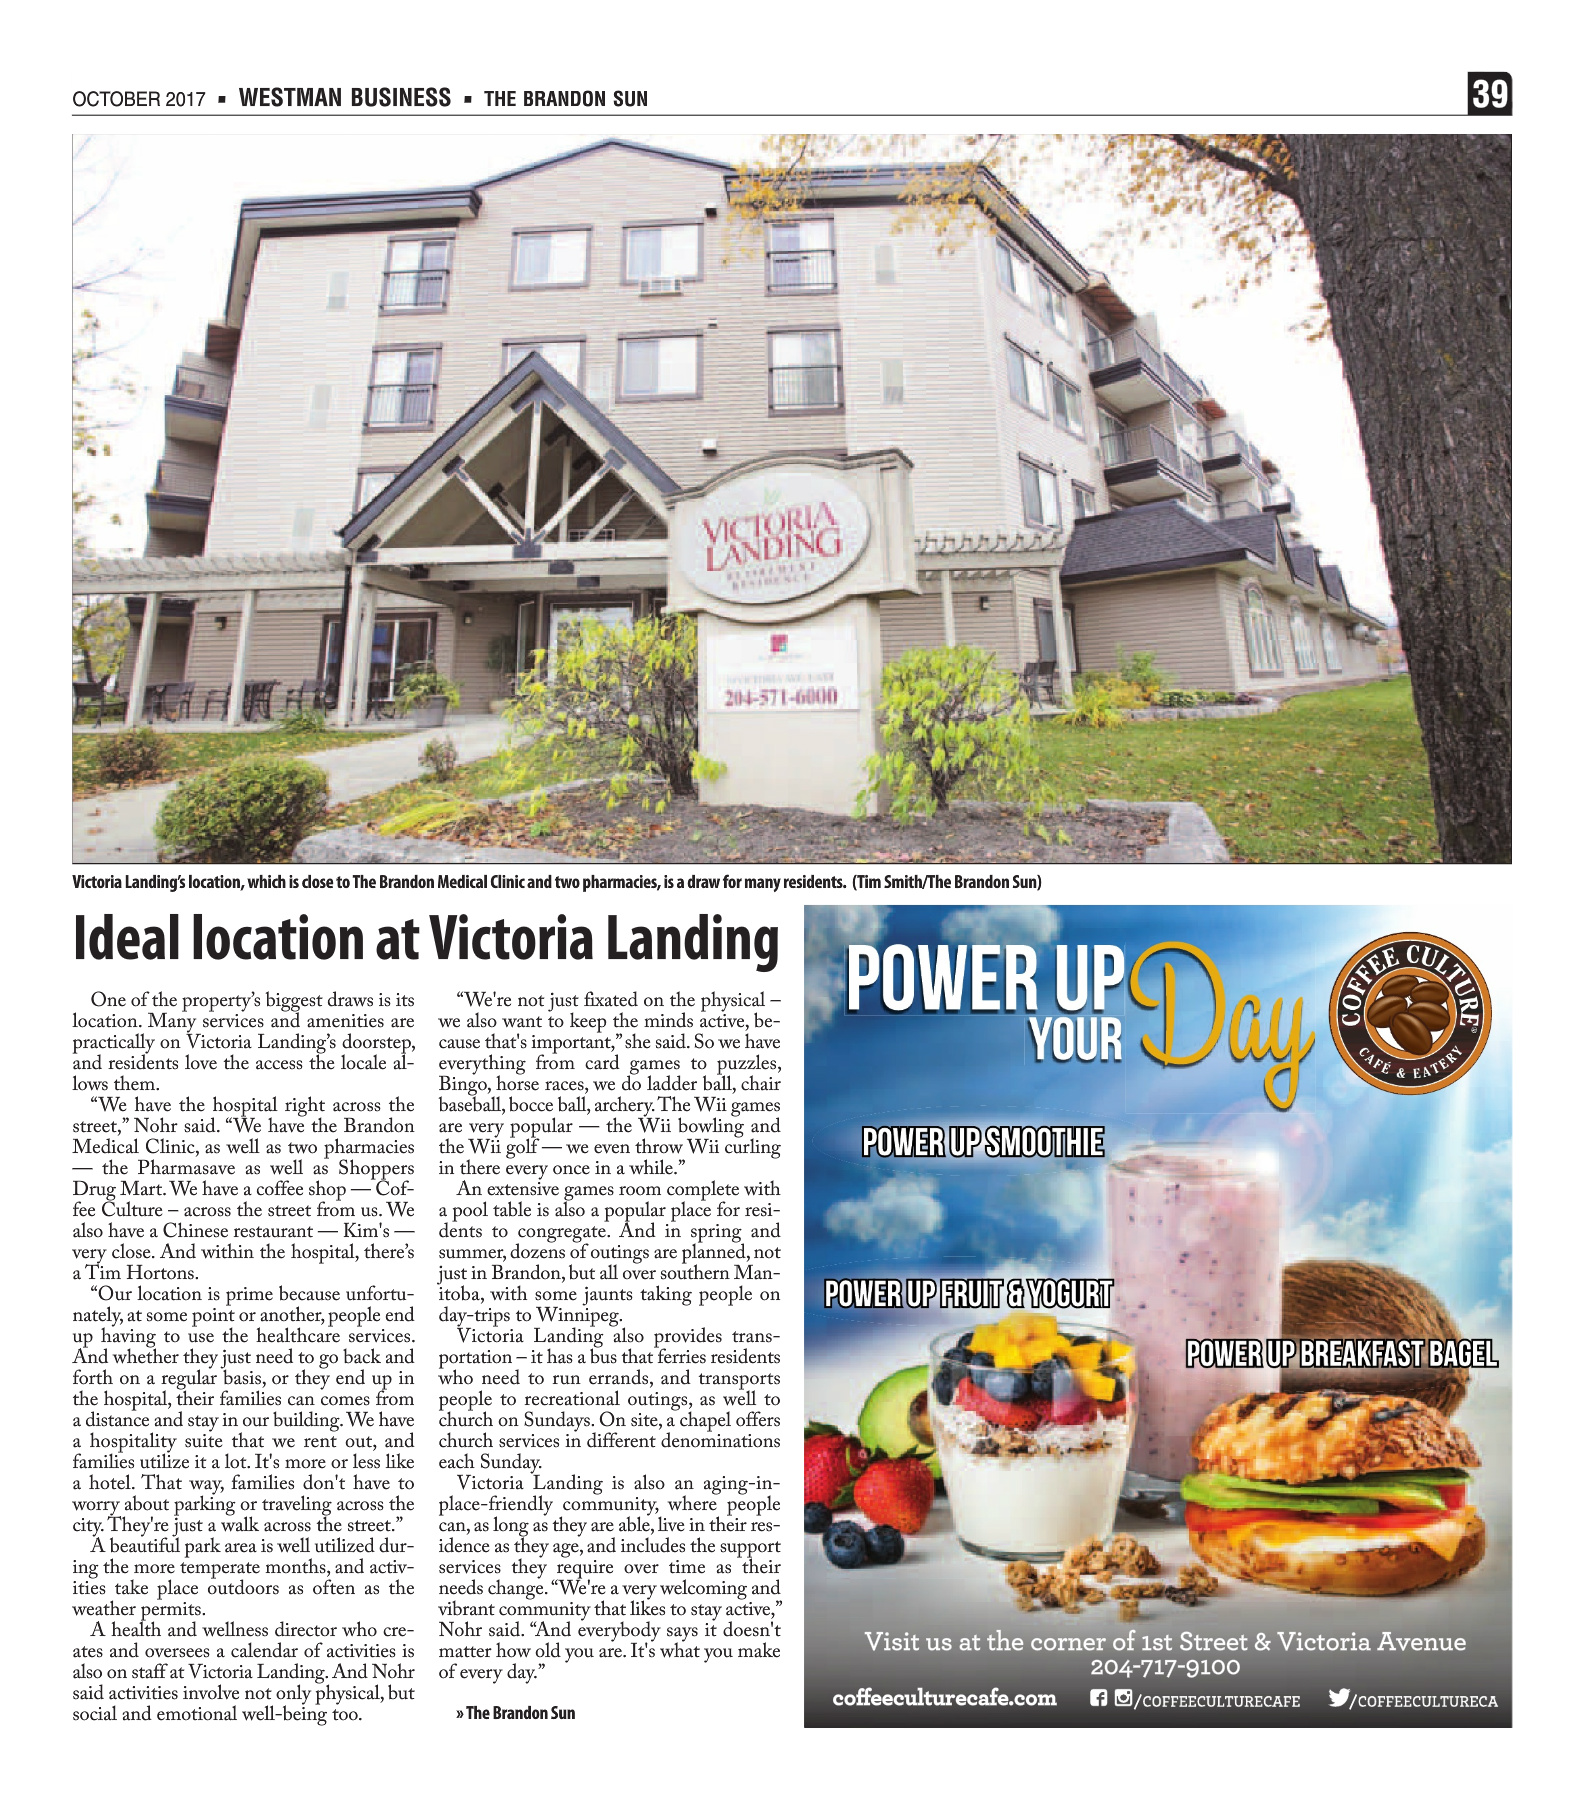 OCTOBER 2017 ▪ WESTMAN BUSINESS ▪ THE BRANDON SUN
39
VICTORIA
LANDING
RETIREMENT
RESIDENCE
204-571-6000
Victoria Landing's location, which is close to The Brandon Medical Clinic and two pharmacies, is a draw for many residents. (Tim Smith/The Brandon Sun)
Ideal location at Victoria Landing
One of the property's biggest draws is its
location. Many services and amenities are
practically on Victoria Landing's doorstep,
and residents love the access the locale al-
lows them.
“We have the hospital right across the
street,” Nohr said. “We have the Brandon
Medical Clinic, as well as two pharmacies
— the Pharmasave as well as Shoppers
Drug Mart. We have a coffee shop — Cof-
fee Culture – across the street from us. We
also have a Chinese restaurant — Kim's —
very close. And within the hospital, there's
a Tim Hortons.
“Our location is prime because unfortu-
nately, at some point or another, people end
up having to use the healthcare services.
And whether they just need to go back and
forth on a regular basis, or they end up in
the hospital, their families can comes from
a distance and stay in our building. We have
a hospitality suite that we rent out, and
families utilize it a lot. It's more or less like
a hotel. That way, families don't have to
worry about parking or traveling across the
city. They're just a walk across the street.”
A beautiful park area is well utilized dur-
ing the more temperate months, and activ-
ities take place outdoors as often as the
weather permits.
A health and wellness director who cre-
ates and oversees a calendar of activities is
also on staff at Victoria Landing. And Nohr
said activities involve not only physical, but
social and emotional well-being too.
“We're not just fixated on the physical –
we also want to keep the minds active, be-
cause that's important,” she said. So we have
everything from card games to puzzles,
Bingo, horse races, we do ladder ball, chair
baseball, bocce ball, archery. The Wii games
are very popular — the Wii bowling and
the Wii golf — we even throw Wii curling
in there every once in a while.”
An extensive games room complete with
a pool table is also a popular place for resi-
dents to congregate. And in spring and
summer, dozens of outings are planned, not
just in Brandon, but all over southern Man-
itoba, with some jaunts taking people on
day-trips to Winnipeg.
Victoria Landing also provides trans-
portation – it has a bus that ferries residents
who need to run errands, and transports
people to recreational outings, as well to
church on Sundays. On site, a chapel offers
church services in different denominations
each Sunday.
Victoria Landing is also an aging-in-
place-friendly community, where people
can, as long as they are able, live in their res-
idence as they age, and includes the support
services they require over time as their
needs change. “We're a very welcoming and
vibrant community that likes to stay active,”
Nohr said. “And everybody says it doesn't
matter how old you are. It's what you make
of every day.”
» The Brandon Sun
POWER UP
YOUR
Day
COFFEE CULTURE®
CAFÉ & EATERY
POWER UP SMOOTHIE
POWER UP FRUIT & YOGURT
POWER UP BREAKFAST BAGEL
Visit us at the corner of 1st Street & Victoria Avenue
204-717-9100
coffeeculturecafe.com /COFFEECULTURECAFE /COFFEECULTURECA